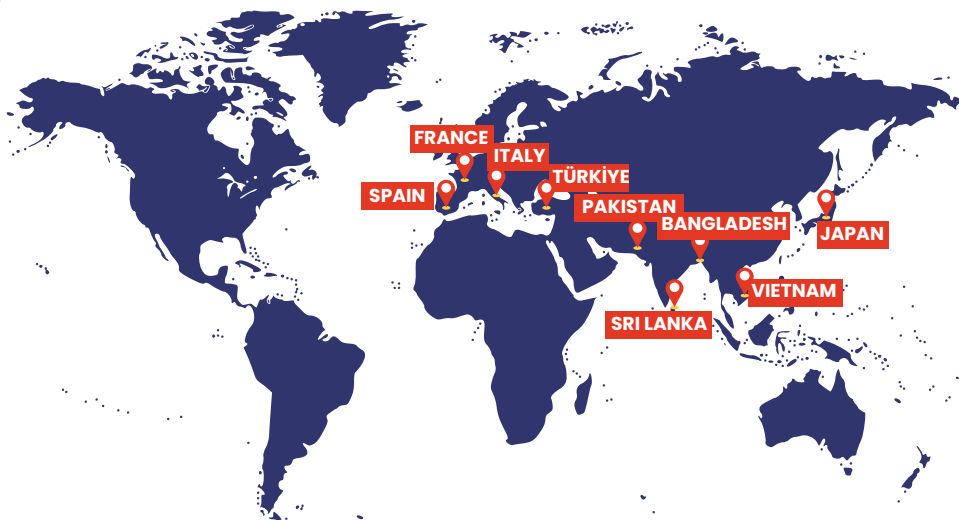 FRANCE
ITALY
TÜRKİYE
SPAIN
PAKISTAN
BANGLADESH
JAPAN
VIETNAM
SRI LANKA